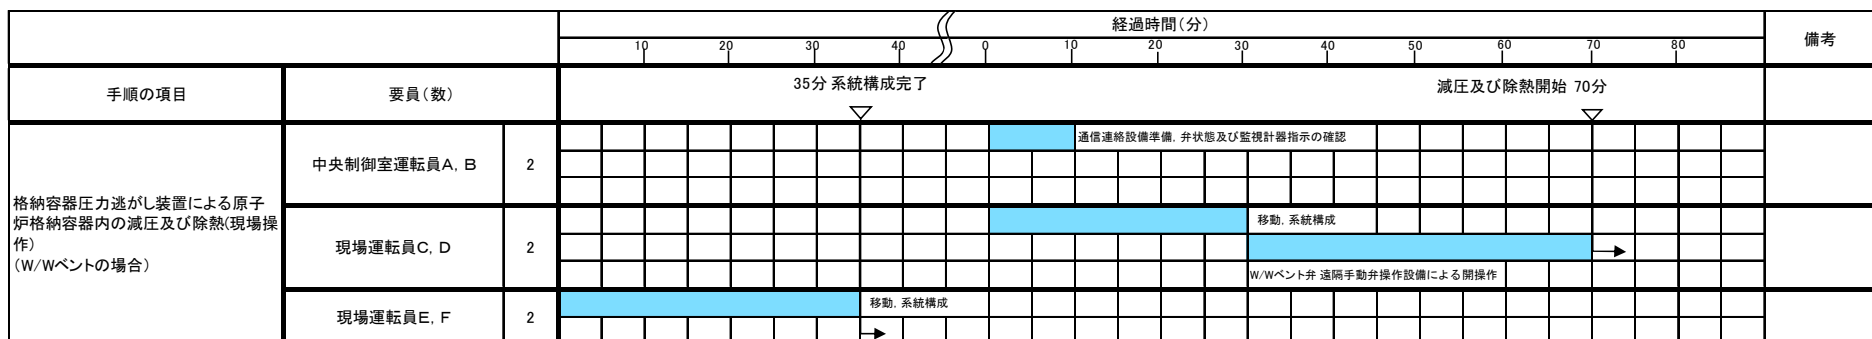 経過時間(分)
備考
10 20 30 40 0 10 20 30 40 50 60 70 80
手順の項目
要員(数)
35分 系統構成完了
減圧及び除熱開始 70分
格納容器圧力逃がし装置による原子
炉格納容器内の減圧及び除熱(現場操
作)
(W/Wベントの場合)
中央制御室運転員A, B
2
通信連絡設備準備, 弁状態及び監視計器指示の確認
現場運転員C, D
2
移動, 系統構成
W/Wベント弁 遠隔手動弁操作設備による開操作
現場運転員E, F
2
移動, 系統構成